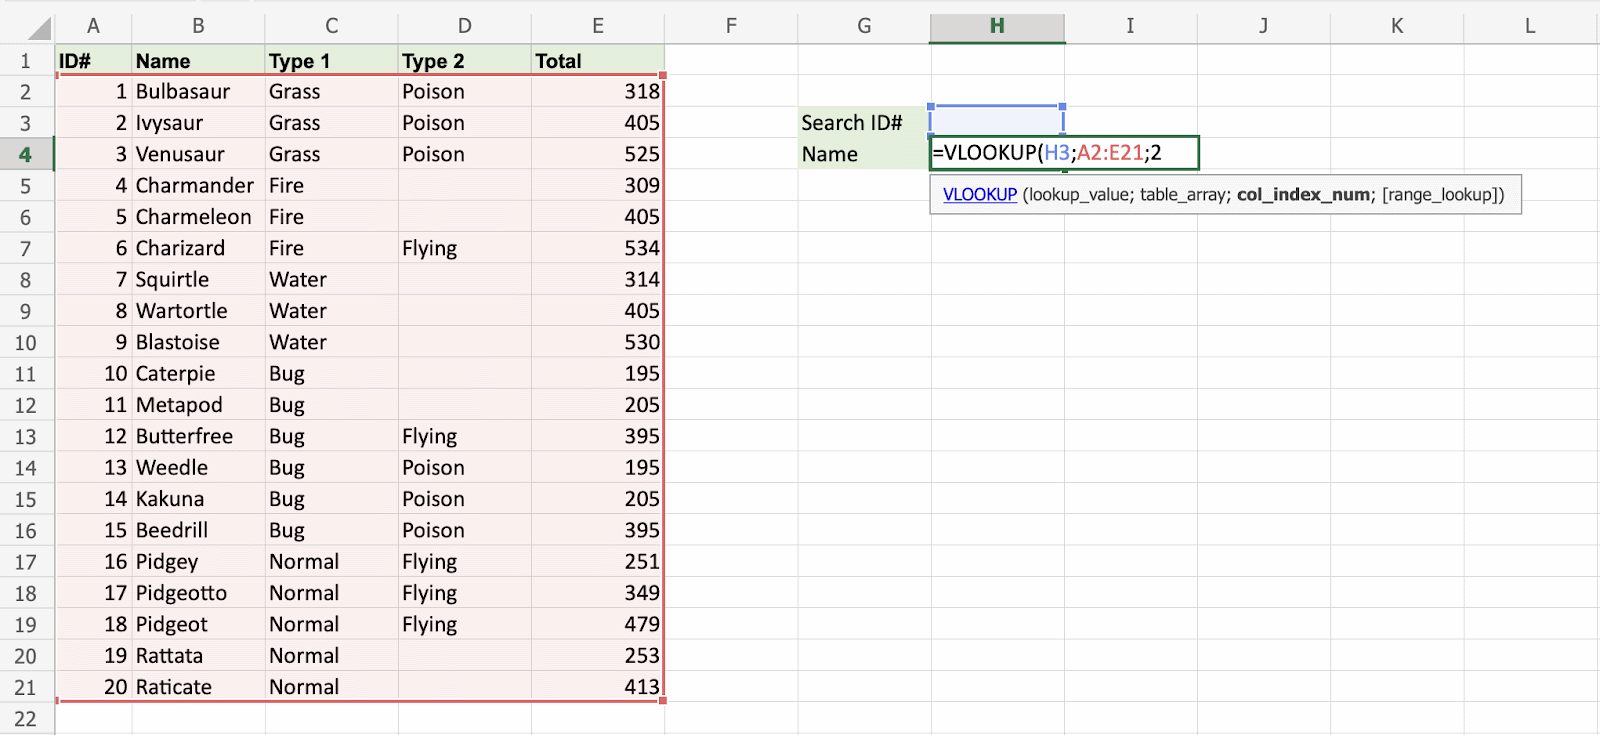 A B C D E F G H I J K L
1 ID# Name Type 1 Type 2 Total
2 1 Bulbasaur Grass Poison 318
3 2 Ivysaur Grass Poison 405 Search ID#
4 3 Venusaur Grass Poison 525 Name =VLOOKUP(H3;A2:E21;2
5 4 Charmander Fire 309 VLOOKUP (lookup_value; table_array; col_index_num; [range_lookup])
6 5 Charmeleon Fire 405
7 6 Charizard Fire Flying 534
8 7 Squirtle Water 314
9 8 Wartortle Water 405
10 9 Blastoise Water 530
11 10 Caterpie Bug 195
12 11 Metapod Bug 205
13 12 Butterfree Bug Flying 395
14 13 Weedle Bug Poison 195
15 14 Kakuna Bug Poison 205
16 15 Beedrill Bug Poison 395
17 16 Pidgey Normal Flying 251
18 17 Pidgeotto Normal Flying 349
19 18 Pidgeot Normal Flying 479
20 19 Rattata Normal 253
21 20 Raticate Normal 413
22